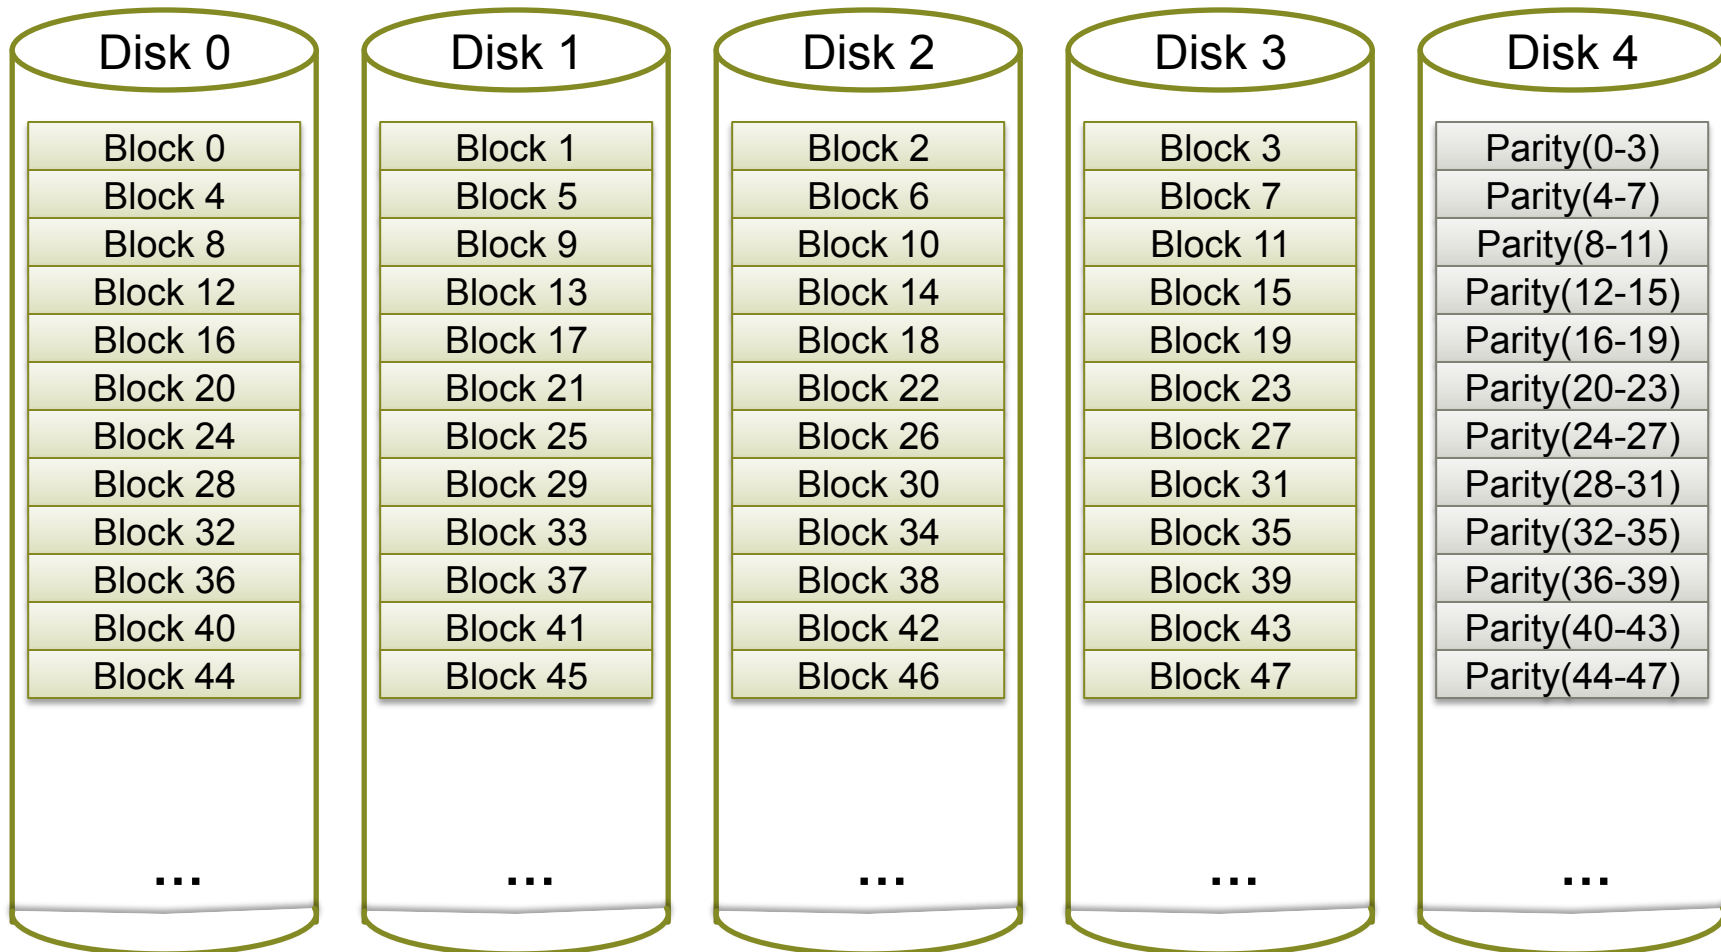 Disk 0 Disk 1 Disk 2 Disk 3 Disk 4
Block 0 Block 1 Block 2 Block 3 Parity(0-3)
Block 4 Block 5 Block 6 Block 7 Parity(4-7)
Block 8 Block 9 Block 10 Block 11 Parity(8-11)
Block 12 Block 13 Block 14 Block 15 Parity(12-15)
Block 16 Block 17 Block 18 Block 19 Parity(16-19)
Block 20 Block 21 Block 22 Block 23 Parity(20-23)
Block 24 Block 25 Block 26 Block 27 Parity(24-27)
Block 28 Block 29 Block 30 Block 31 Parity(28-31)
Block 32 Block 33 Block 34 Block 35 Parity(32-35)
Block 36 Block 37 Block 38 Block 39 Parity(36-39)
Block 40 Block 41 Block 42 Block 43 Parity(40-43)
Block 44 Block 45 Block 46 Block 47 Parity(44-47)
... ... ... ... ...